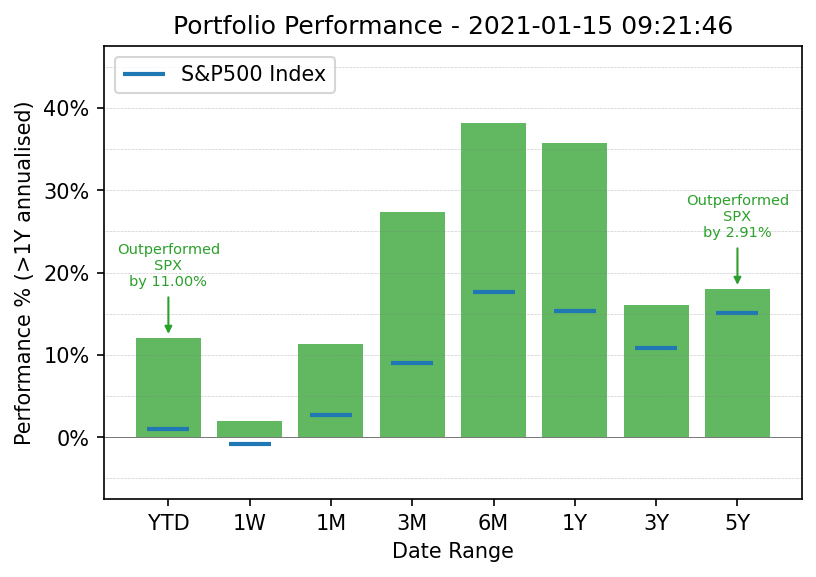 Portfolio Performance - 2021-01-15 09:21:46
S&P500 Index
Performance % (>1Y annualised)
40%
30%
20%
10%
0%
Outperformed
SPX
by 11.00%
Outperformed
SPX
by 2.91%
YTD 1W 1M 3M 6M 1Y 3Y 5Y
Date Range